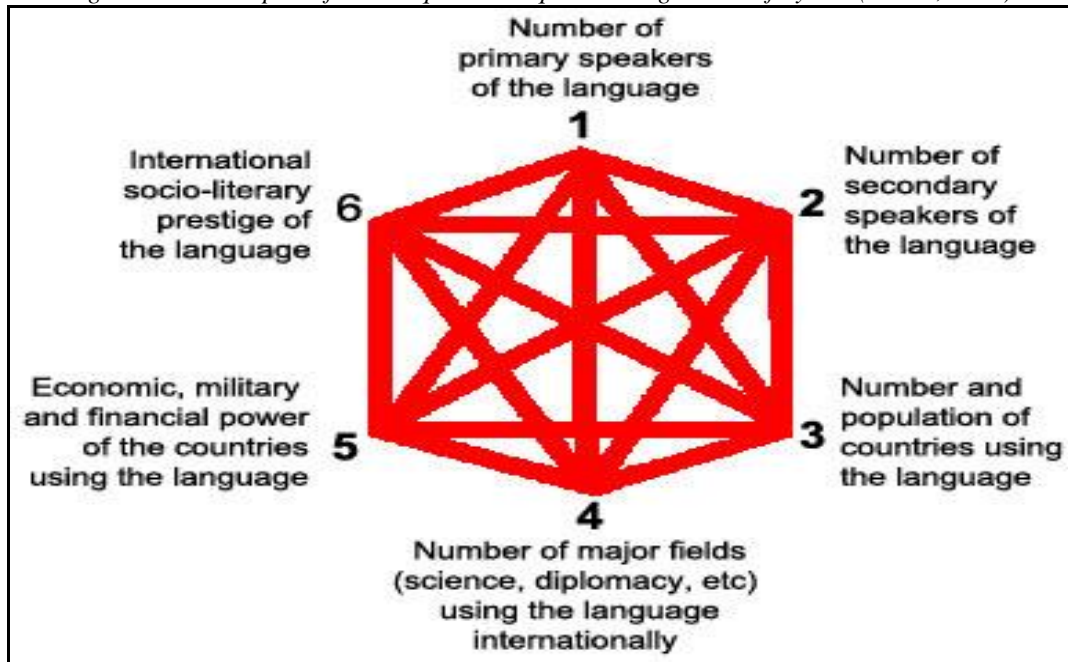 Number of
primary speakers
of the language
1
International
socio-literary
prestige of
the language
6
2
Number of
secondary
speakers of
the language
Economic, military
and financial power
of the countries
using the language
5
3
Number and
population of
countries using
the language
4
Number of major fields
(science, diplomacy, etc)
using the language
internationally